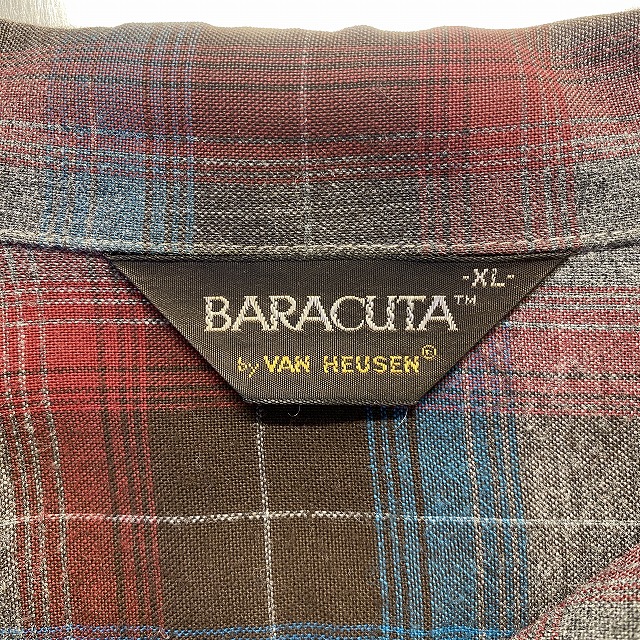 -XL-
BARACUTA™
by VAN HEUSEN®